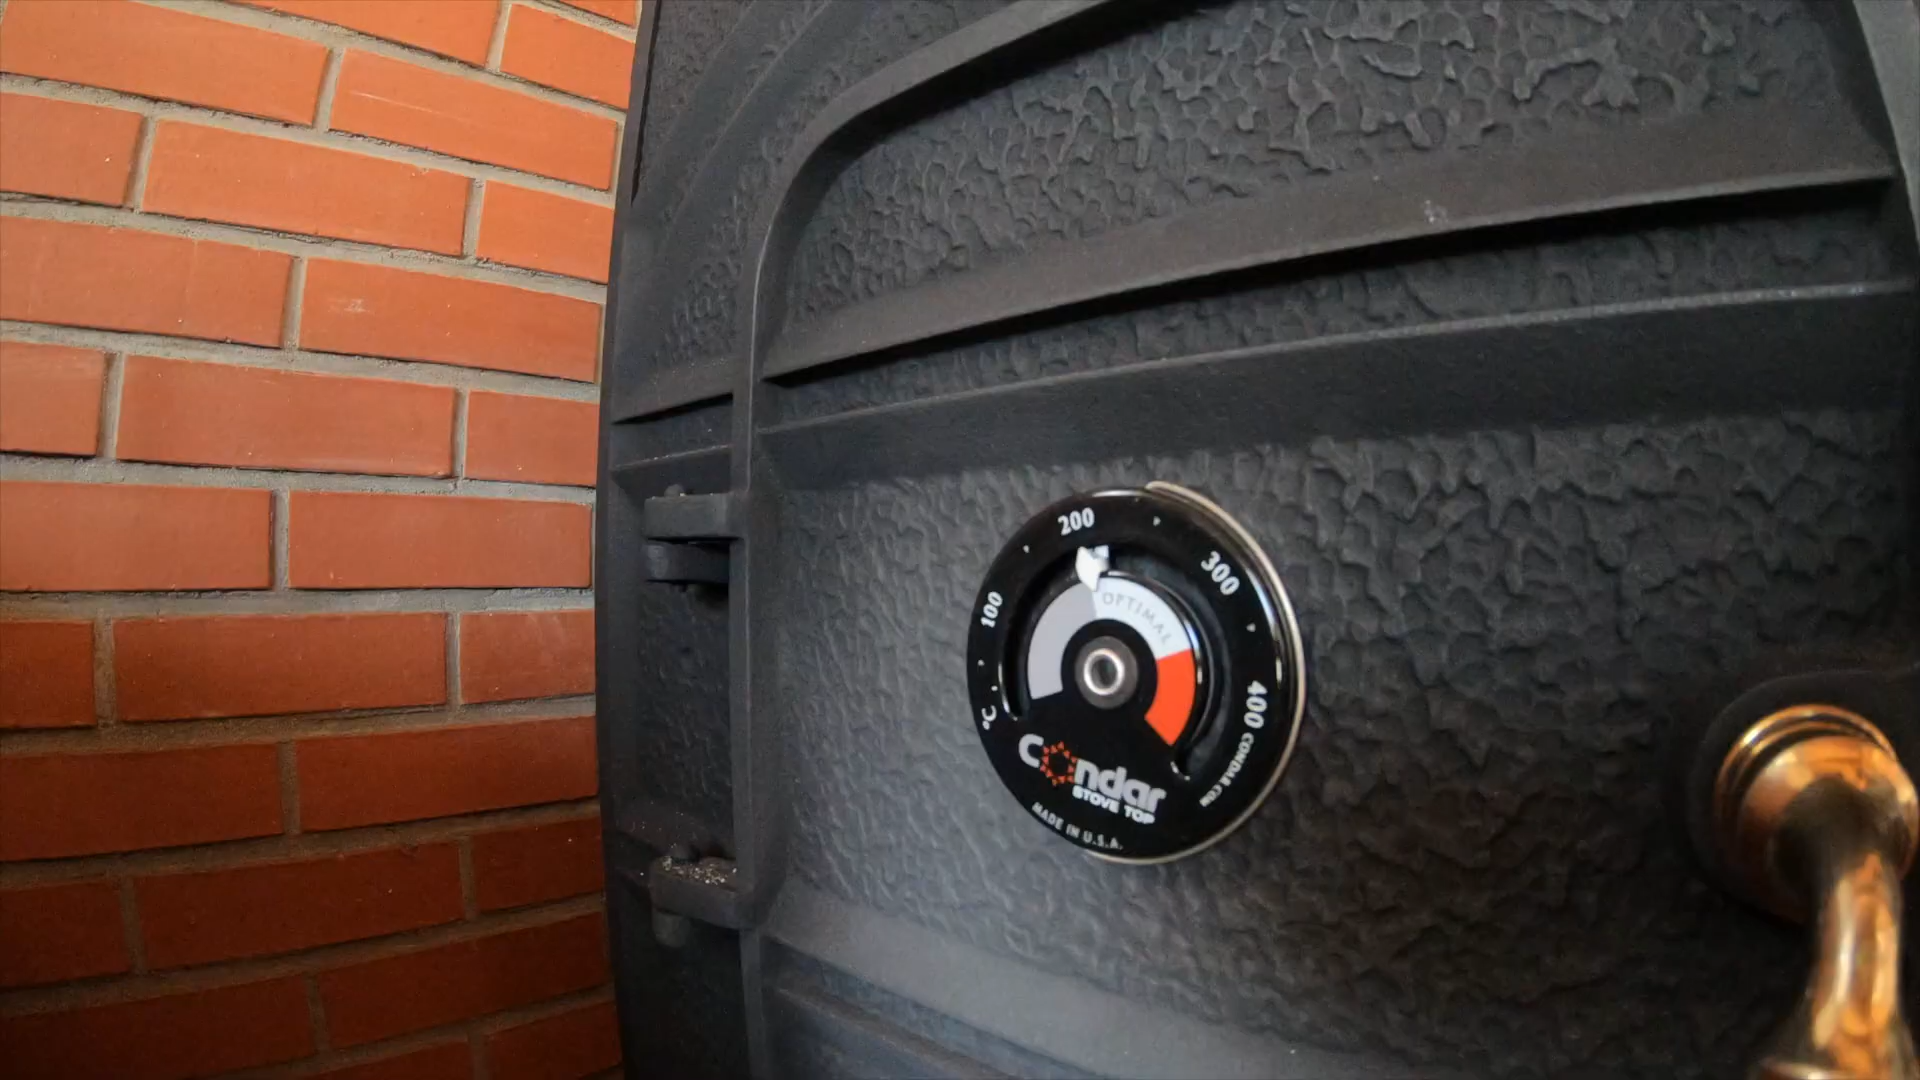 100
200
300
400
°C
OPTIMAL
Condar
STOVE TOP
MADE IN U.S.A.
CONDAR.COM